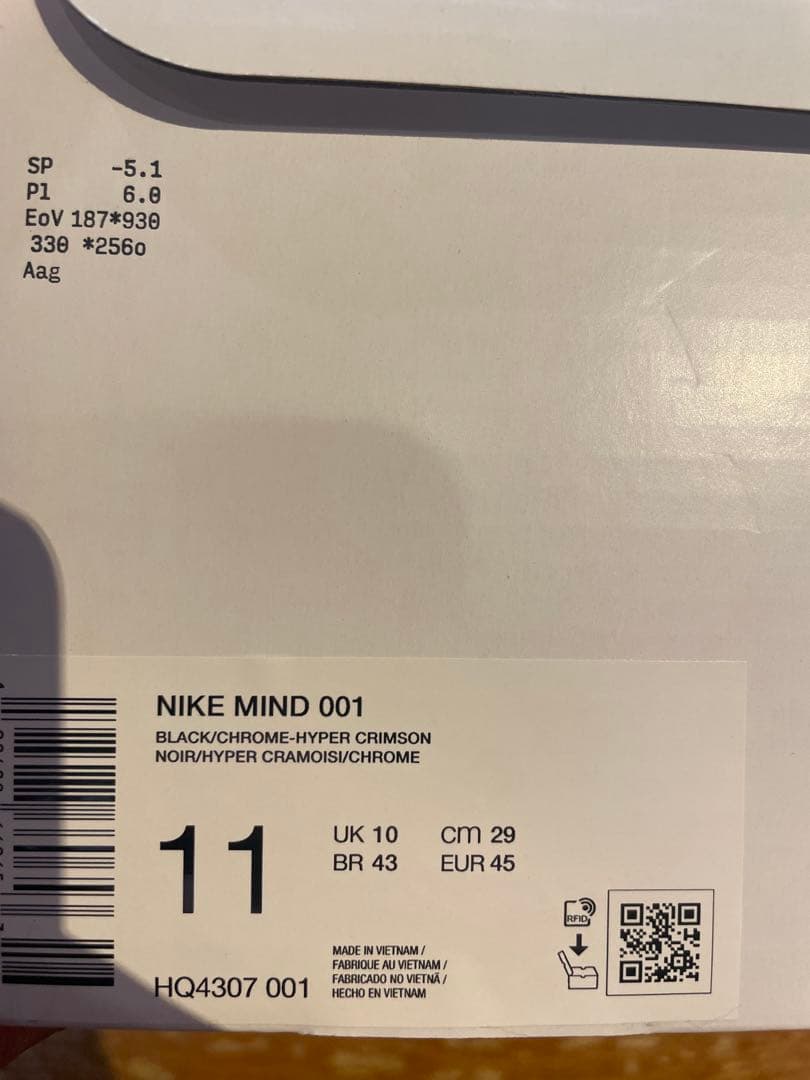 SP -5.1
Pl 6.0
EoV 187*930
330 *256o
Aag
NIKE MIND 001
BLACK/CHROME-HYPER CRIMSON
NOIR/HYPER CRAMOISI/CHROME
11
UK 10 CM 29
BR 43 EUR 45
RFID
MADE IN VIETNAM /
FABRIQUE AU VIETNAM /
FABRICADO NO VIETNÃ /
HECHO EN VIETNAM
HQ4307 001